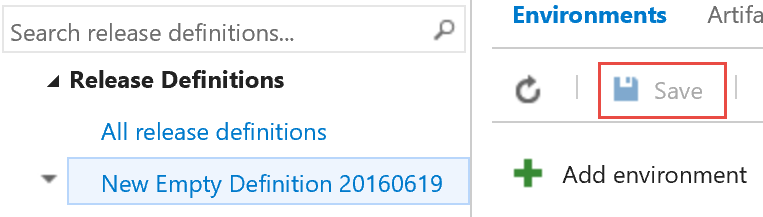 Search release definitions...
Release Definitions
All release definitions
New Empty Definition 20160619
Environments Artifa
Save
Add environment